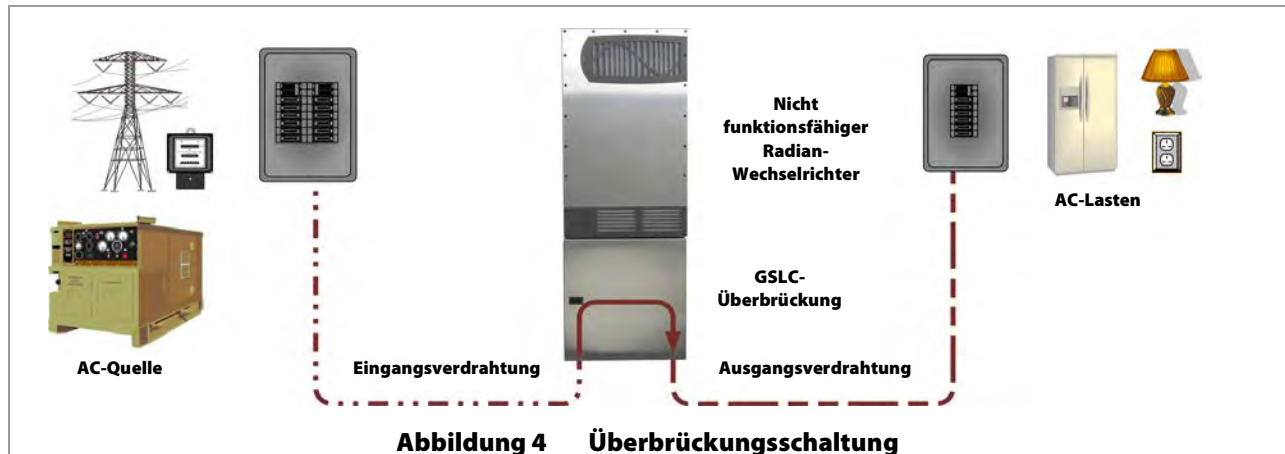 Nicht
funktionsfähiger
Radian-
Wechselrichter
AC-Lasten
GSLC-
Überbrückung
AC-Quelle
Eingangsverdrahtung
Ausgangsverdrahtung
Abbildung 4 Überbrückungsschaltung